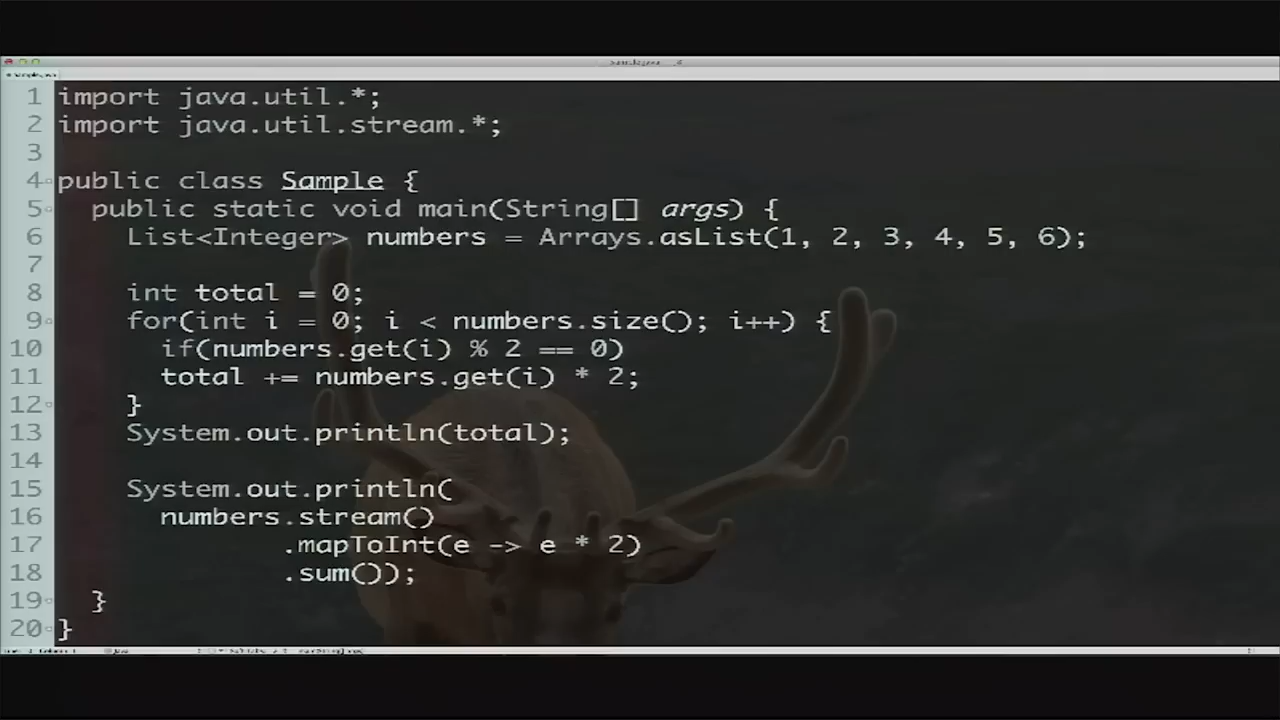 1 import java.util.*;
2 import java.util.stream.*;
3
4 public class Sample {
5   public static void main(String[] args) {
6     List<Integer> numbers = Arrays.asList(1, 2, 3, 4, 5, 6);
7
8     int total = 0;
9     for(int i = 0; i < numbers.size(); i++) {
10       if(numbers.get(i) % 2 == 0)
11       total += numbers.get(i) * 2;
12     }
13     System.out.println(total);
14
15     System.out.println(
16       numbers.stream()
17              .mapToInt(e -> e * 2)
18              .sum());
19   }
20 }